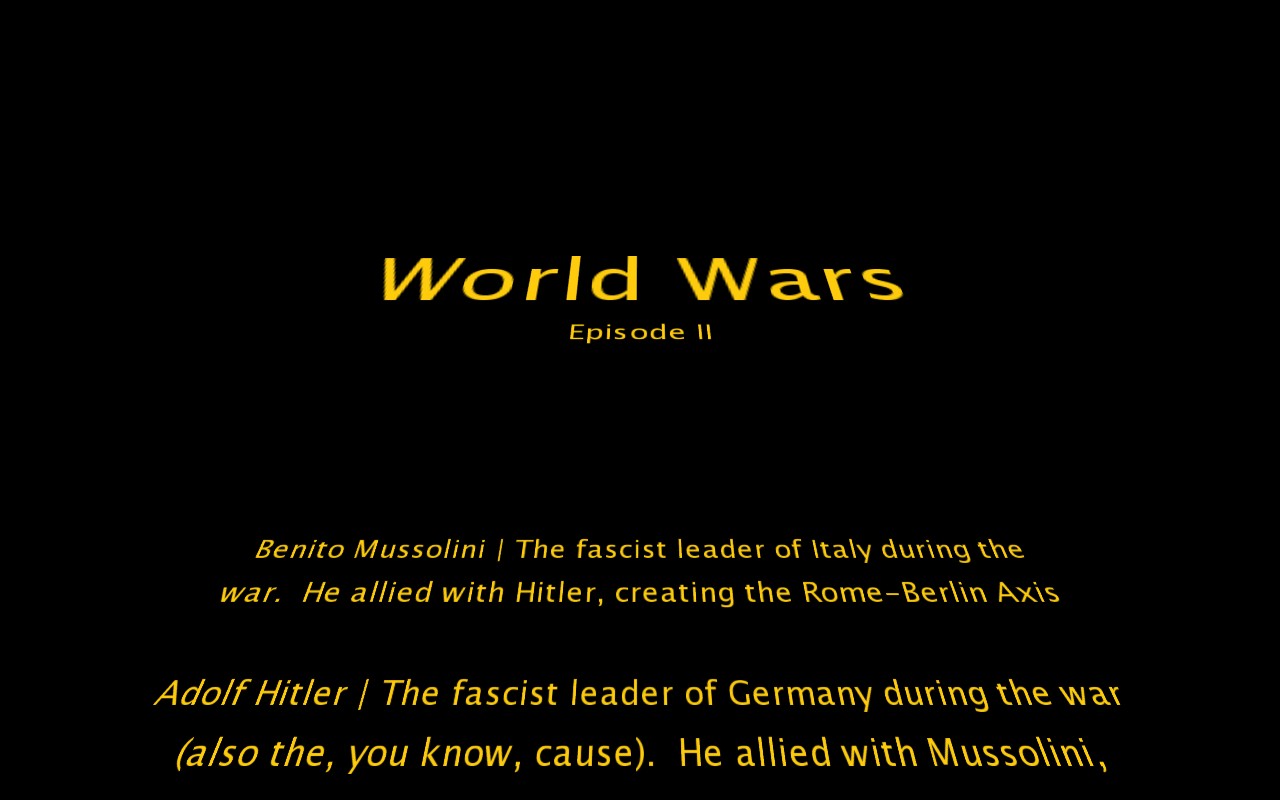 World Wars
Episode II
Benito Mussolini | The fascist leader of Italy during the
war.  He allied with Hitler, creating the Rome-Berlin Axis
Adolf Hitler | The fascist leader of Germany during the war
(also the, you know, cause).  He allied with Mussolini,